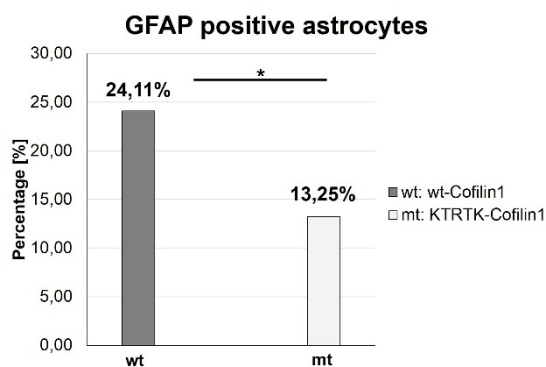 GFAP positive astrocytes
30,00
25,00
20,00
15,00
10,00
5,00
0,00
Percentage [%]
24,11%
*
13,25%
wt
mt
wt: wt-Cofilin1
mt: KTRTK-Cofilin1